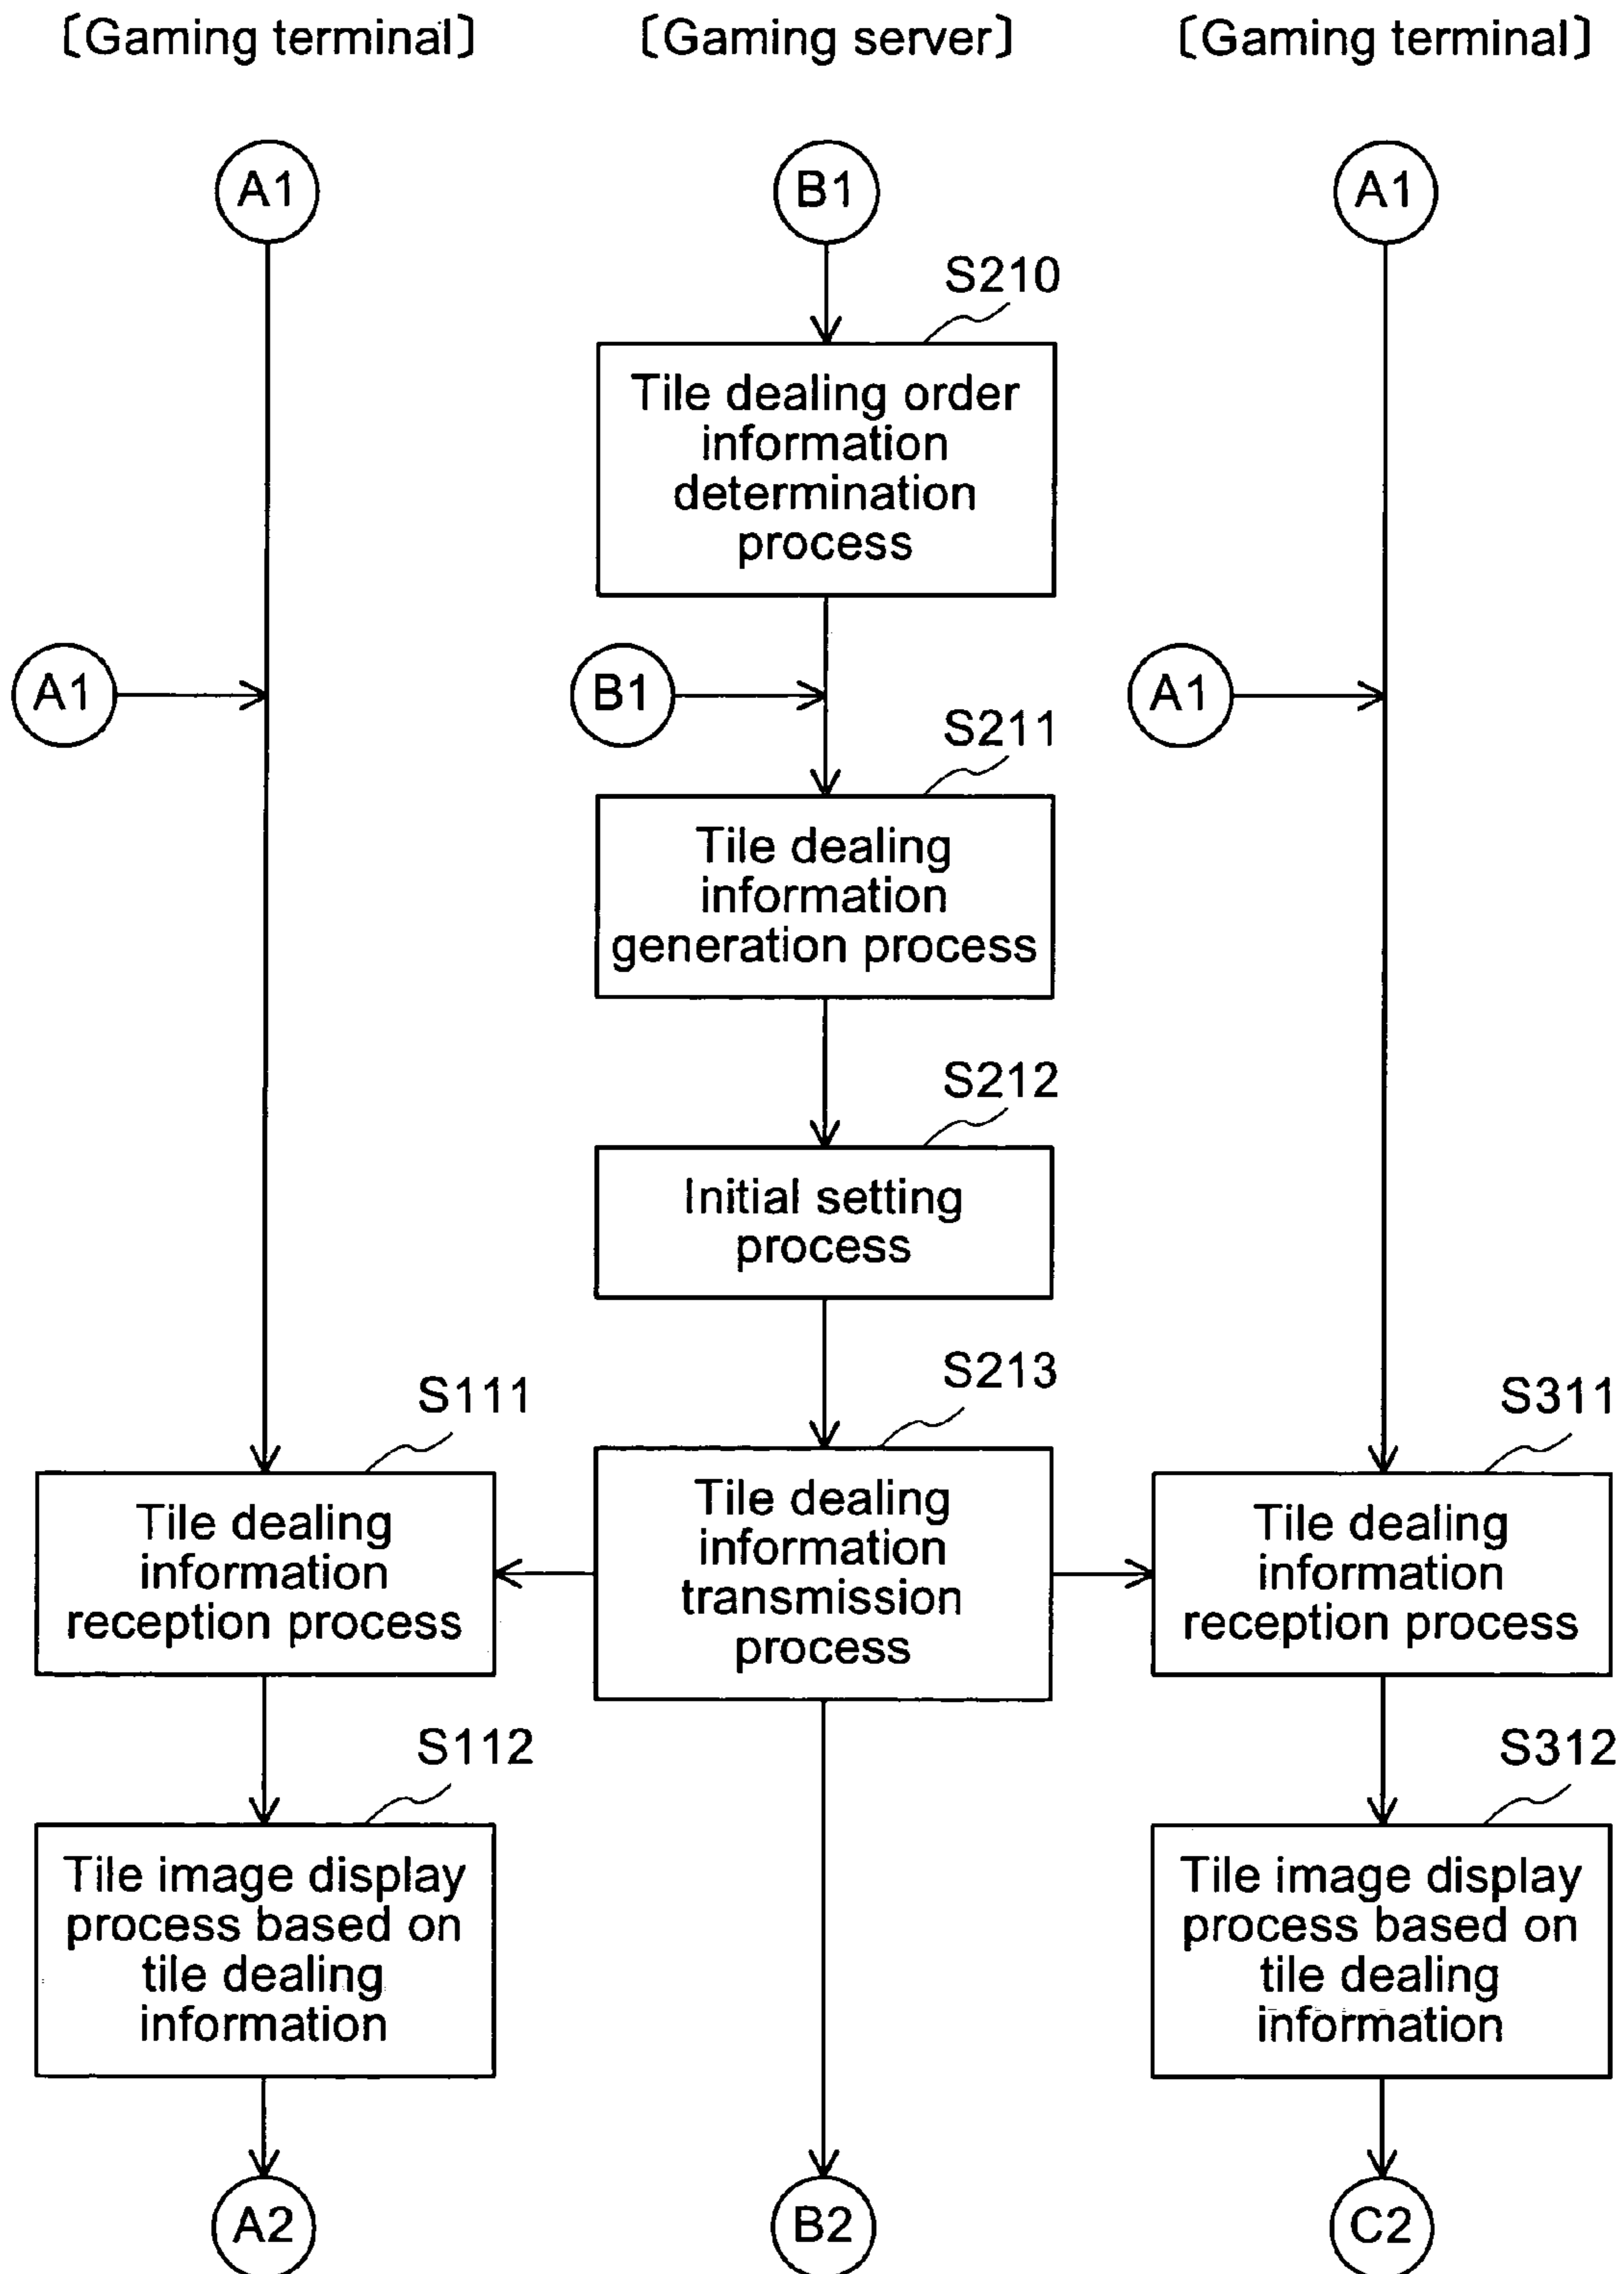 〔Gaming terminal〕
〔Gaming server〕
〔Gaming terminal〕
A1
B1
A1
S210
Tile dealing order
information
determination
process
A1
B1
A1
S211
Tile dealing
information
generation process
S212
Initial setting
process
S213
Tile dealing
information
transmission
process
S111
Tile dealing
information
reception process
S311
Tile dealing
information
reception process
S112
Tile image display
process based on
tile dealing
information
S312
Tile image display
process based on
tile dealing
information
A2
B2
C2